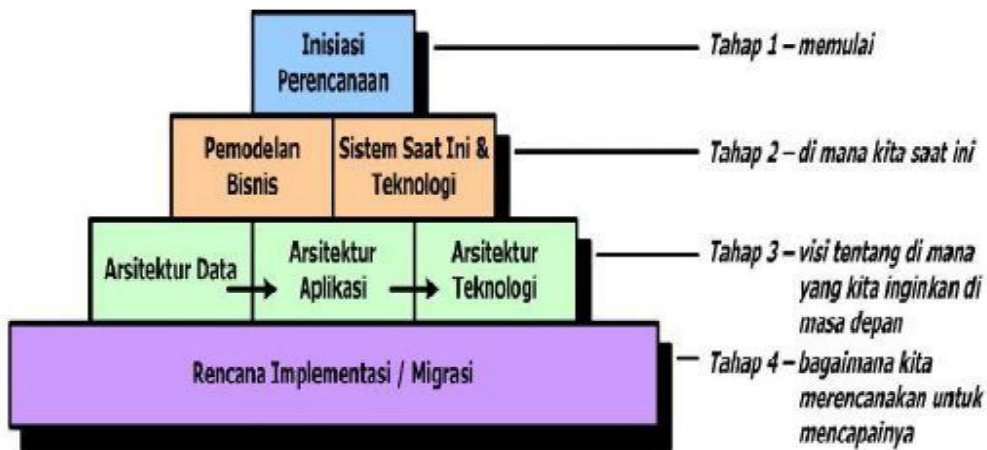 Inisiasi
Perencanaan
Tahap 1 – memulai
Pemodelan
Bisnis
Sistem Saat Ini &
Teknologi
Tahap 2 – di mana kita saat ini
Arsitektur Data
Arsitektur
Aplikasi
Arsitektur
Teknologi
Tahap 3 – visi tentang di mana
yang kita inginkan di
masa depan
Rencana Implementasi / Migrasi
Tahap 4 – bagaimana kita
merencanakan untuk
mencapainya